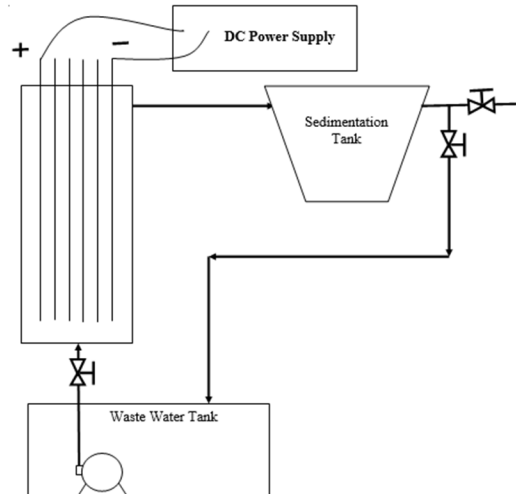 +
−
DC Power Supply
Sedimentation
Tank
Waste Water Tank